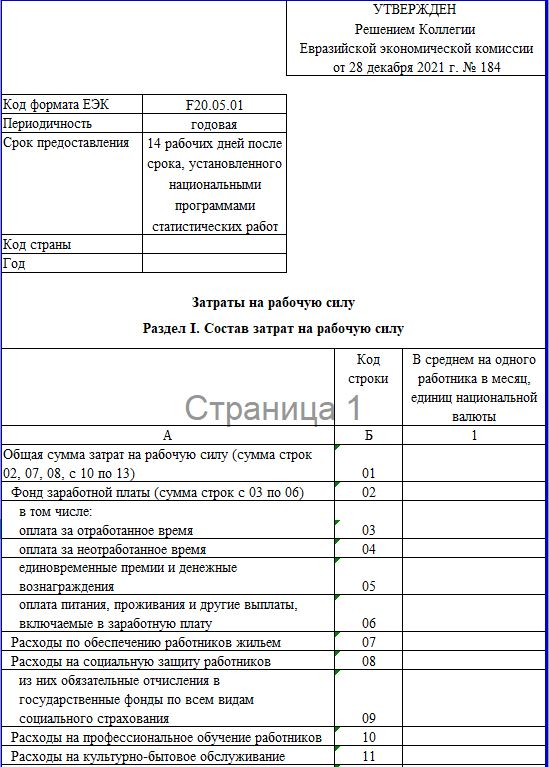 УТВЕРЖДЕН
Решением Коллегии
Евразийской экономической комиссии
от 28 декабря 2021 г. № 184
Код формата ЕЭК F20.05.01
Периодичность годовая
Срок предоставления 14 рабочих дней после
срока, установленного
национальными
программами
статистических работ
Код страны
Год
Затраты на рабочую силу
Раздел I. Состав затрат на рабочую силу
Код
строки
В среднем на одного
работника в месяц,
единиц национальной
валюты
Страница 1
А Б 1
Общая сумма затрат на рабочую силу (сумма строк
02, 07, 08, с 10 по 13) 01
Фонд заработной платы (сумма строк с 03 по 06) 02
в том числе:
оплата за отработанное время 03
оплата за неотработанное время 04
единовременные премии и денежные
вознаграждения 05
оплата питания, проживания и другие выплаты,
включаемые в заработную плату 06
Расходы по обеспечению работников жильем 07
Расходы на социальную защиту работников 08
из них обязательные отчисления в
государственные фонды по всем видам
социального страхования 09
Расходы на профессиональное обучение работников 10
Расходы на культурно-бытовое обслуживание 11